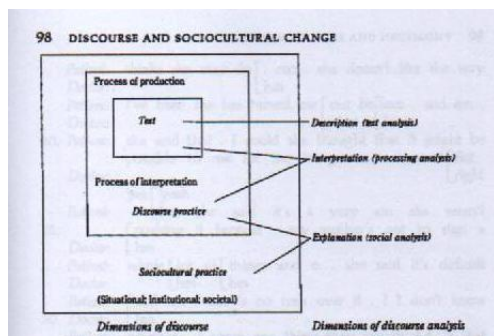 98 DISCOURSE AND SOCIOCULTURAL CHANGE
Process of production
Text
Description (text analysis)
Interpretation (processing analysis)
Process of interpretation
Discourse practice
Explanation (social analysis)
Sociocultural practice
(Situational; institutional; societal)
Dimensions of discourse
Dimensions of discourse analysis